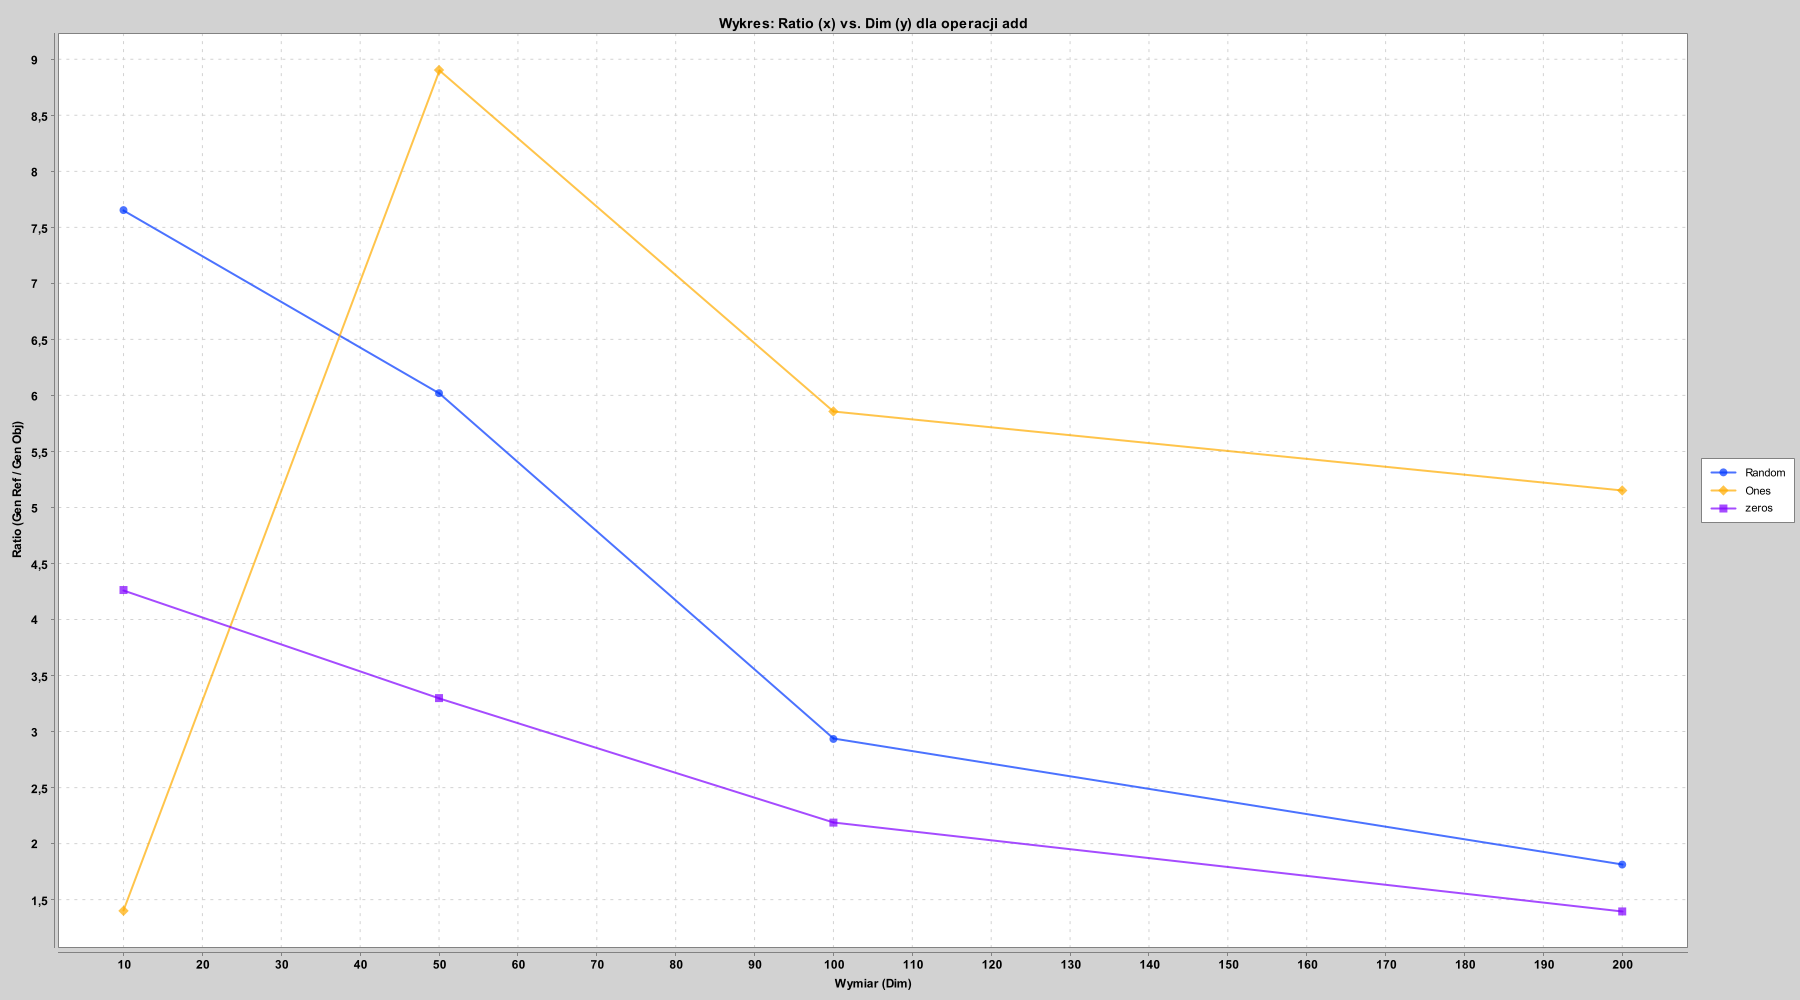 Wykres: Ratio (x) vs. Dim (y) dla operacji add
Ratio (Gen Ref / Gen Obj)
9
8,5
8
7,5
7
6,5
6
5,5
5
4,5
4
3,5
3
2,5
2
1,5
10 20 30 40 50 60 70 80 90 100 110 120 130 140 150 160 170 180 190 200
Wymiar (Dim)
Random
Ones
zeros